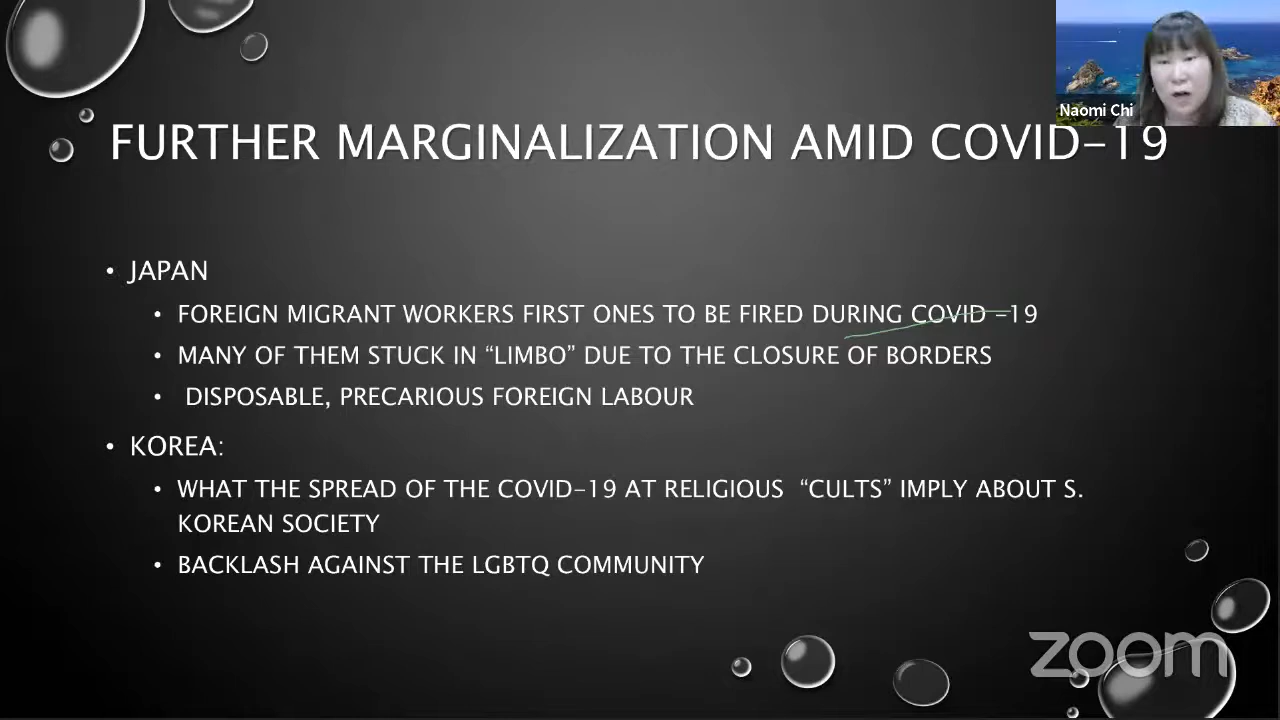 Naomi Chi
FURTHER MARGINALIZATION AMID COVID-19
• JAPAN
• FOREIGN MIGRANT WORKERS FIRST ONES TO BE FIRED DURING COVID -19
• MANY OF THEM STUCK IN “LIMBO” DUE TO THE CLOSURE OF BORDERS
• DISPOSABLE, PRECARIOUS FOREIGN LABOUR
• KOREA:
• WHAT THE SPREAD OF THE COVID-19 AT RELIGIOUS “CULTS” IMPLY ABOUT S.
KOREAN SOCIETY
• BACKLASH AGAINST THE LGBTQ COMMUNITY
zoom